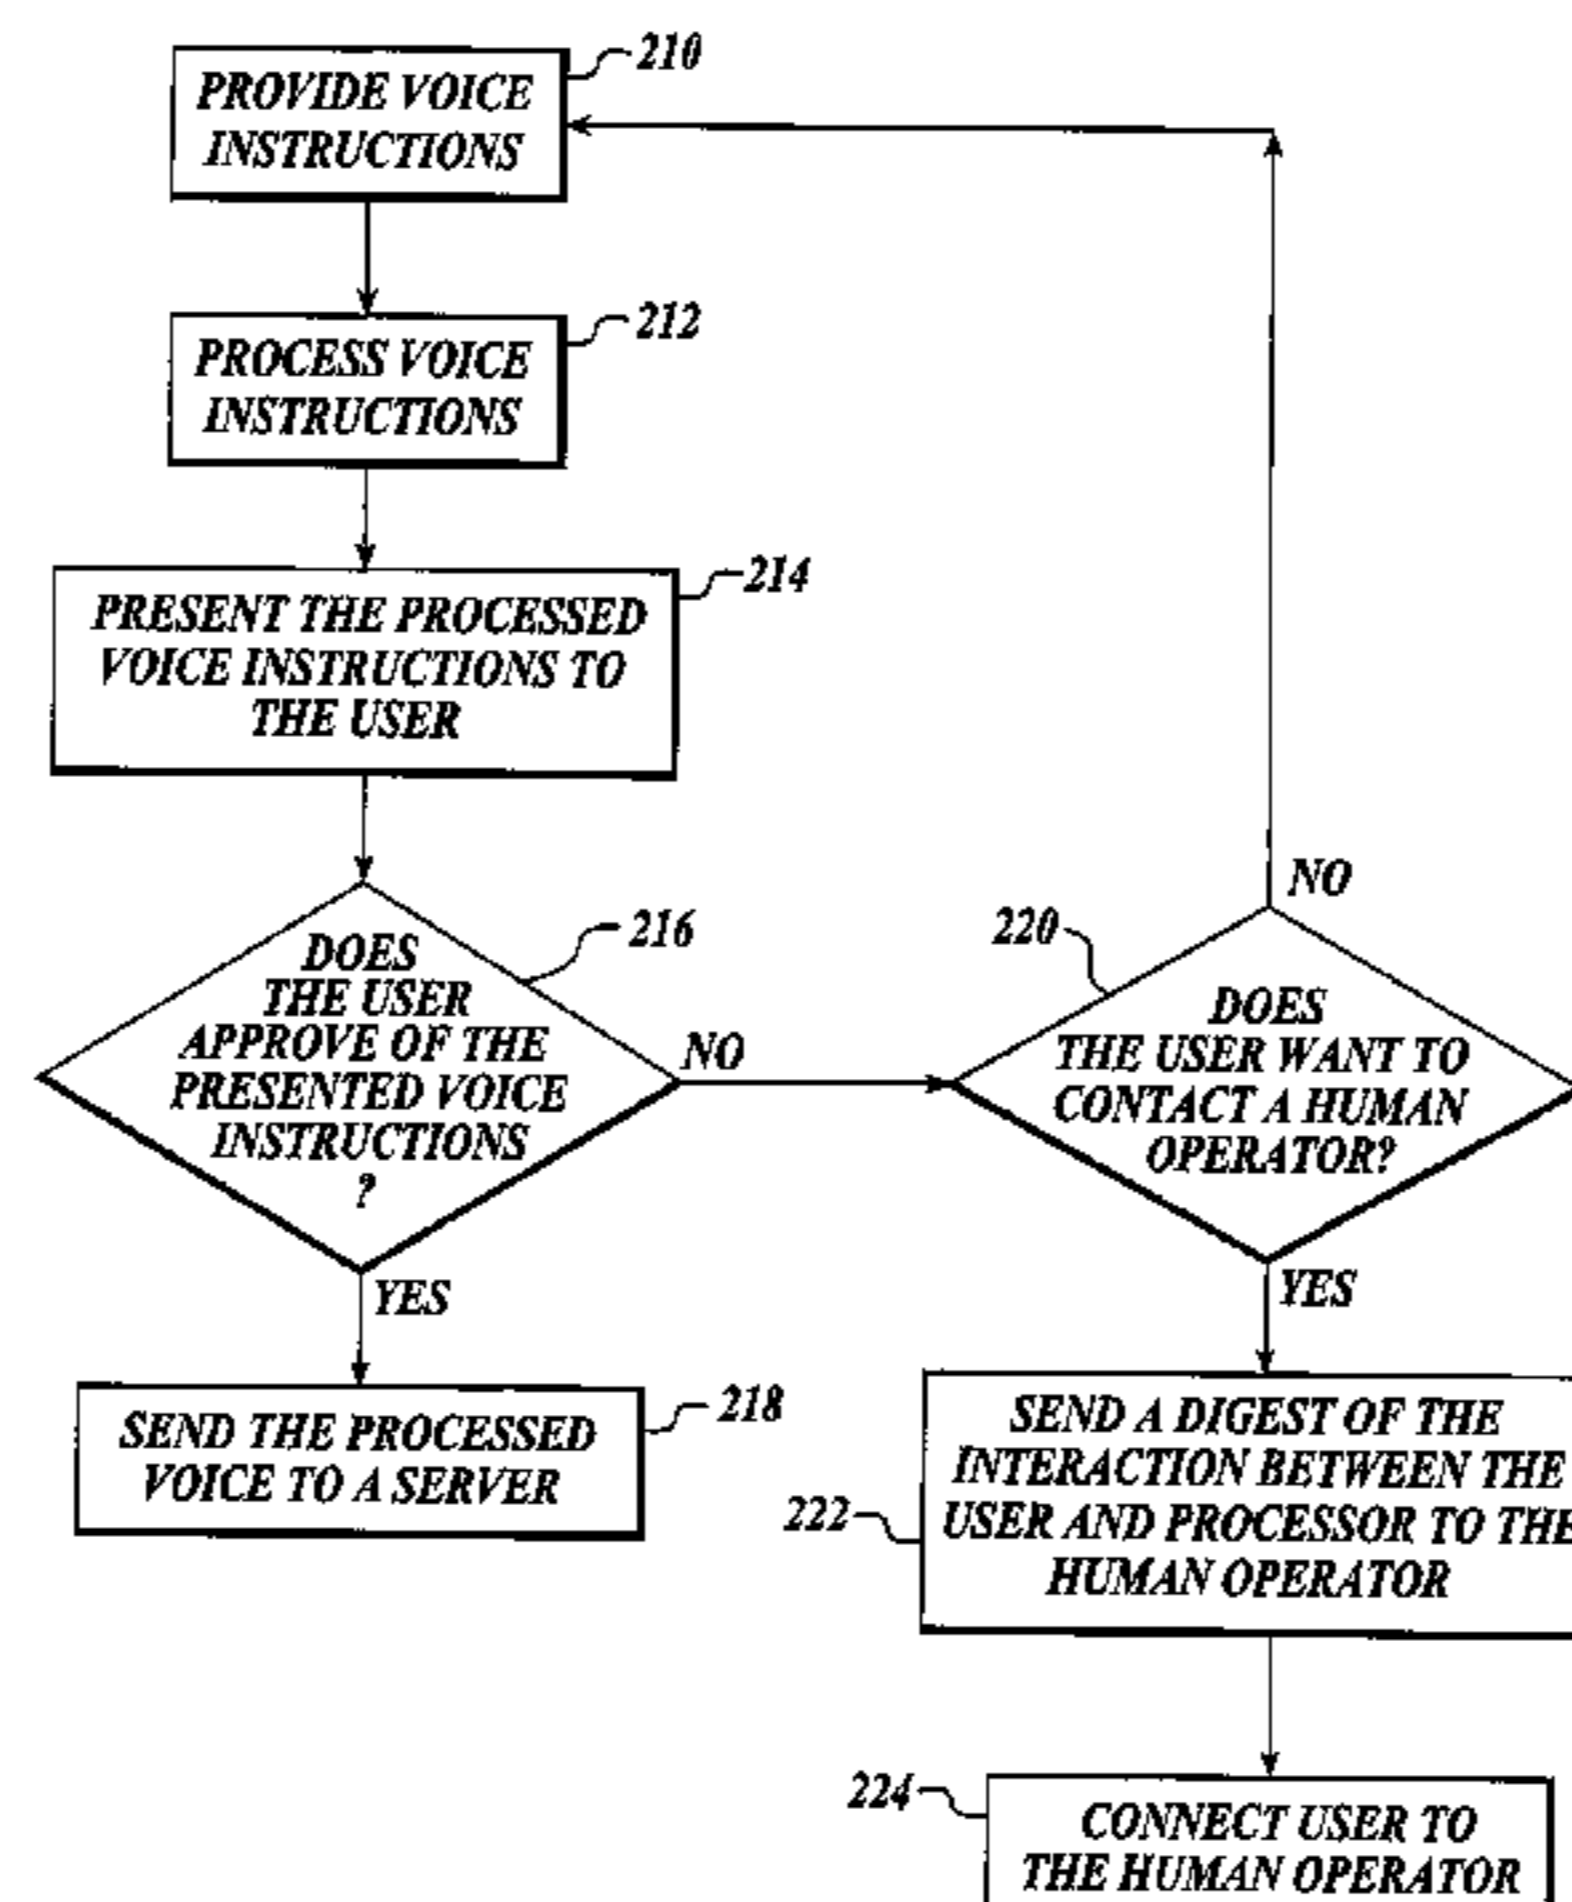 210
PROVIDE VOICE
INSTRUCTIONS
212
PROCESS VOICE
INSTRUCTIONS
214
PRESENT THE PROCESSED
VOICE INSTRUCTIONS TO
THE USER
216
DOES
THE USER
APPROVE OF THE
PRESENTED VOICE
INSTRUCTIONS
?
NO
YES
218
SEND THE PROCESSED
VOICE TO A SERVER
220
NO
DOES
THE USER WANT TO
CONTACT A HUMAN
OPERATOR?
YES
222
SEND A DIGEST OF THE
INTERACTION BETWEEN THE
USER AND PROCESSOR TO THE
HUMAN OPERATOR
224
CONNECT USER TO
THE HUMAN OPERATOR